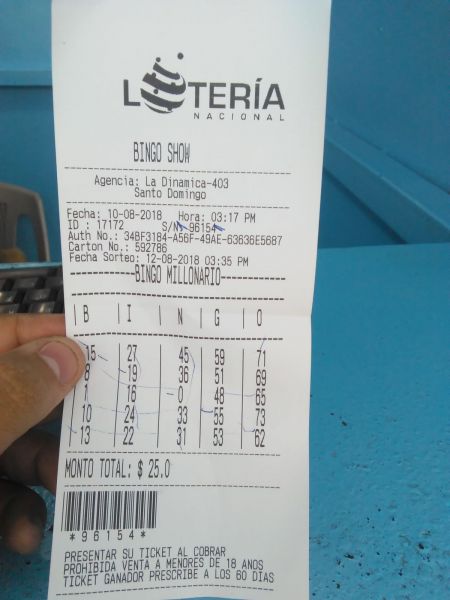 LOTERÍA
NACIONAL
BINGO SHOW
Agencia: La Dinamica-403
Santo Domingo
Fecha: 10-08-2018 Hora: 03:17 PM
ID : 17172 S/N: 96154
Auth No.: 34BF3184-A56F-49AE-63636E5687
Carton No.: 592786
Fecha Sorteo: 12-08-2018 03:35 PM
BINGO MILLONARIO
| B | I | N | G | O
15 27 45 59 71
8 19 36 51 69
1 16 0 48 65
10 24 33 55 73
13 22 31 53 62
MONTO TOTAL: $ 25.0
*96154*
PRESENTAR SU TICKET AL COBRAR
PROHIBIDA VENTA A MENORES DE 18 ANOS
TICKET GANADOR PRESCRIBE A LOS 60 DIAS